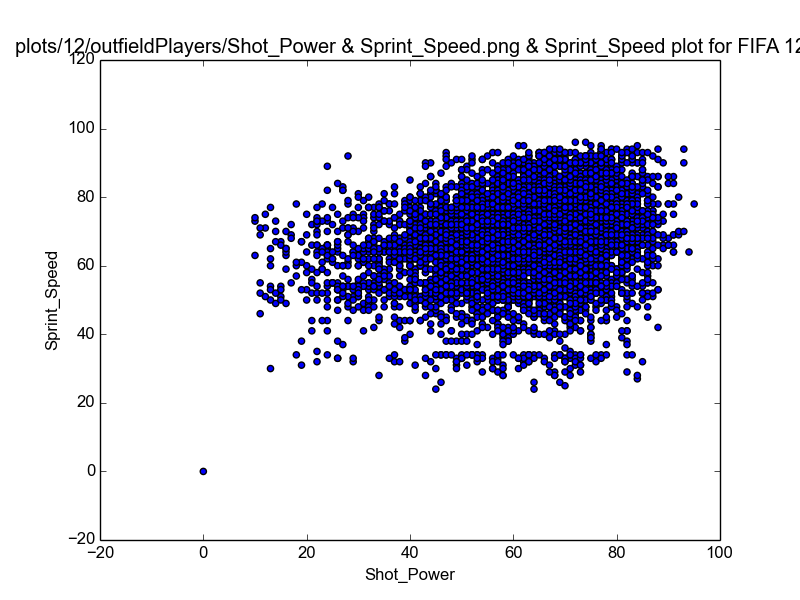 plots/12/outfieldPlayers/Shot_Power & Sprint_Speed.png & Sprint_Speed plot for FIFA 12
120
100
80
60
40
20
0
−20
Sprint_Speed
−20 0 20 40 60 80 100
Shot_Power